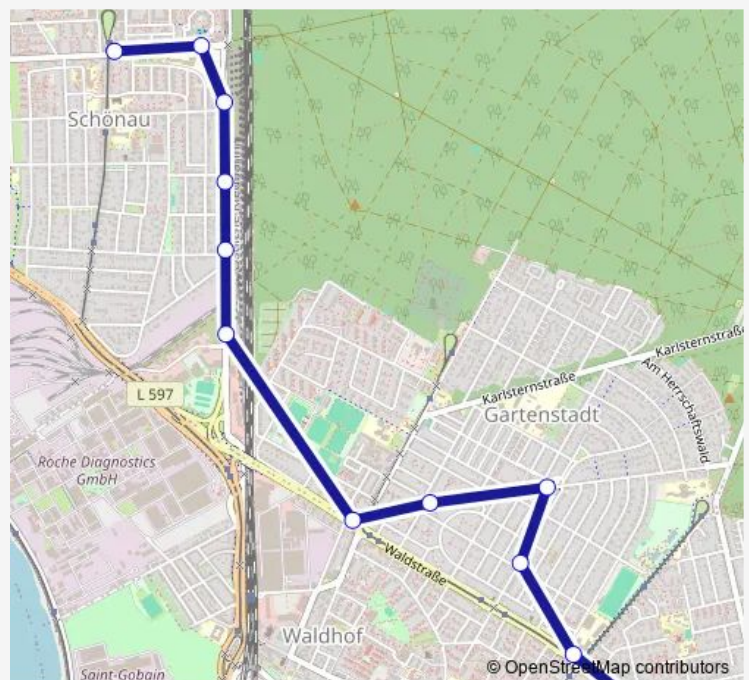 Schönau
Karlsternstraße
L 597
Karlsternstraße
Am Herrschaftswald
Gartenstadt
Roche Diagnostics
GmbH
Waldstraße
Waldhof
Saint-Gobain
© OpenStreetMap contributors